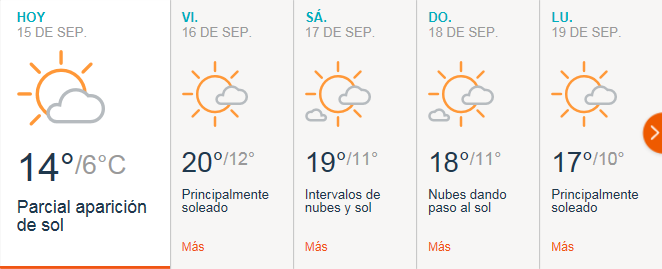 HOY
15 DE SEP.
14°/6°C
Parcial aparición
de sol
VI.
16 DE SEP.
20°/12°
Principalmente
soleado
Más
SÁ.
17 DE SEP.
19°/11°
Intervalos de
nubes y sol
Más
DO.
18 DE SEP.
18°/11°
Nubes dando
paso al sol
Más
LU.
19 DE SEP.
17°/10°
Principalmente
soleado
Más